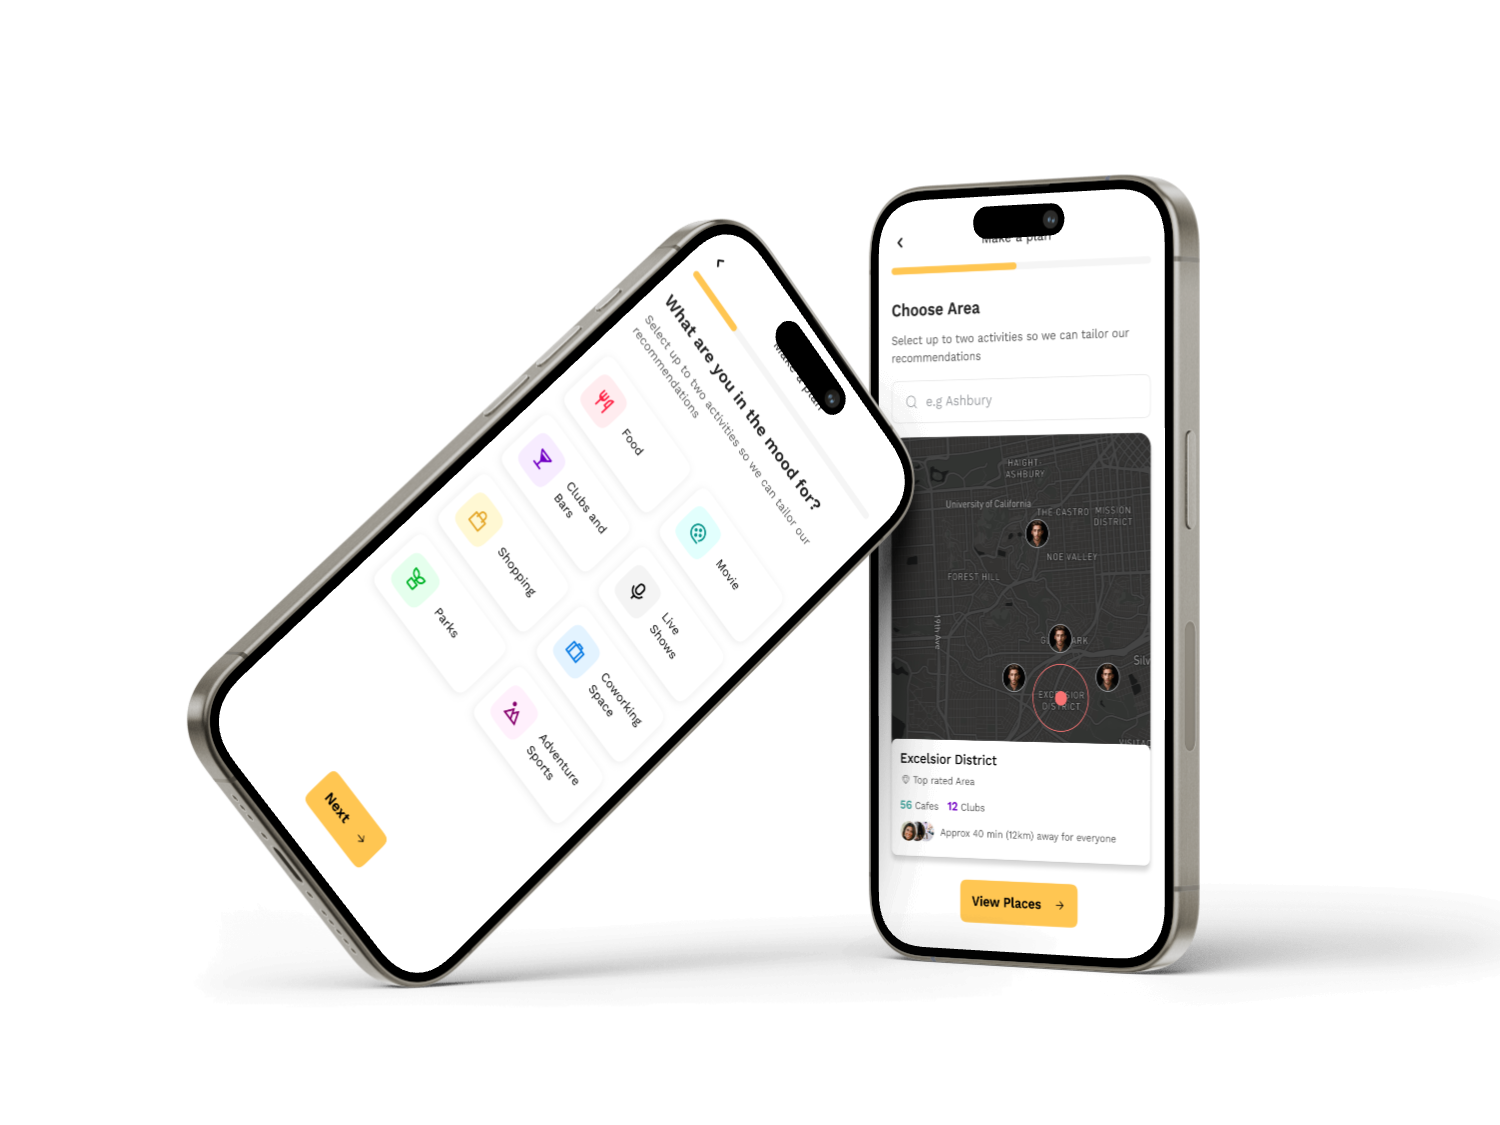 Make a plan
What are you in the mood for?
Select up to two activities so we can tailor our
recommendations
Food
Movie
Clubs and
Bars
Live
Shows
Shopping
Coworking
Space
Parks
Adventure
Sports
Next
Make a plan
Choose Area
Select up to two activities so we can tailor our
recommendations
e.g Ashbury
HAIGHT-
ASHBURY
University of California
THE CASTRO
MISSION
DISTRICT
NOE VALLEY
FOREST HILL
19th Ave
Silv
EXCELSIOR
DISTRICT
Excelsior District
Top rated Area
56 Cafes 12 Clubs
Approx 40 min (12km) away for everyone
View Places